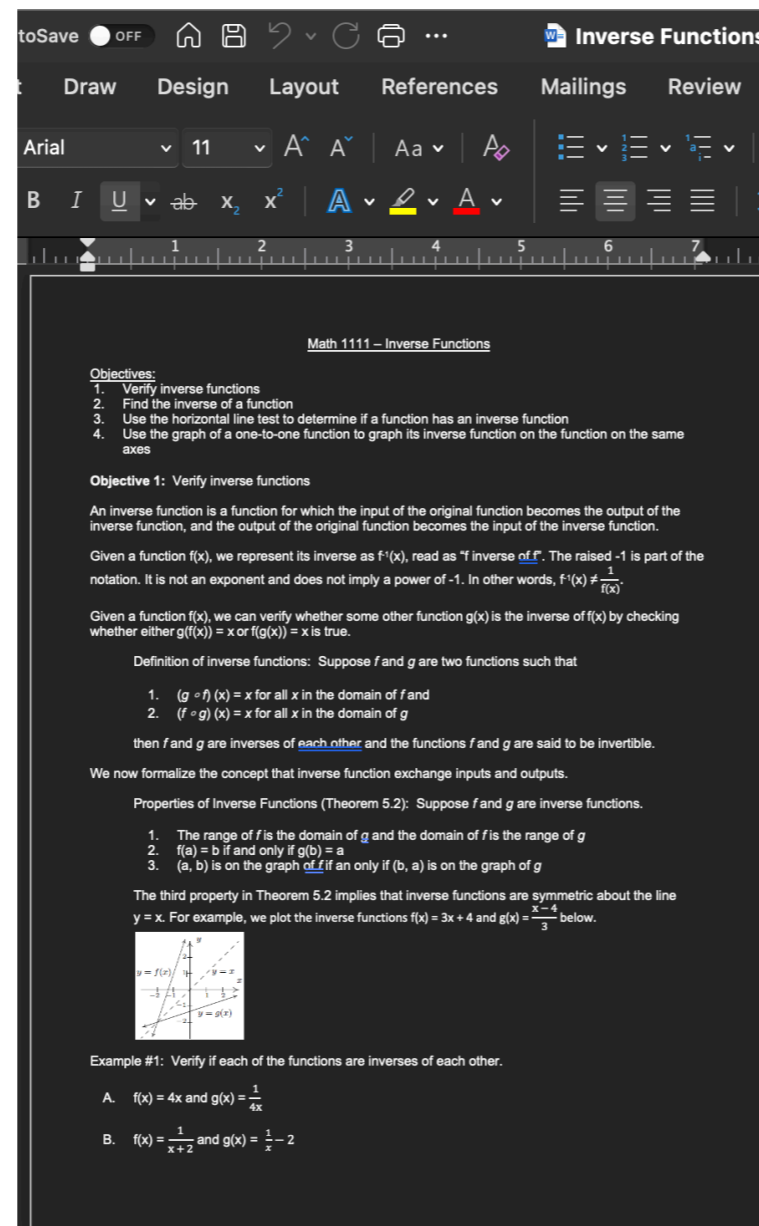 toSave OFF ... Inverse Functions
t Draw Design Layout References Mailings Review
Arial 11 A A Aa A
B I U ab x2 x2 A A
1 2 3 4 5 6 7
Math 1111 – Inverse Functions
Objectives:
1. Verify inverse functions
2. Find the inverse of a function
3. Use the horizontal line test to determine if a function has an inverse function
4. Use the graph of a one-to-one function to graph its inverse function on the function on the same
axes
Objective 1: Verify inverse functions
An inverse function is a function for which the input of the original function becomes the output of the
inverse function, and the output of the original function becomes the input of the inverse function.
Given a function f(x), we represent its inverse as f⁻¹(x), read as “f inverse of f”. The raised -1 is part of the
notation. It is not an exponent and does not imply a power of -1. In other words, f⁻¹(x) ≠ 1/f(x).
Given a function f(x), we can verify whether some other function g(x) is the inverse of f(x) by checking
whether either g(f(x)) = x or f(g(x)) = x is true.
Definition of inverse functions: Suppose f and g are two functions such that
1. (g ∘ f) (x) = x for all x in the domain of f and
2. (f ∘ g) (x) = x for all x in the domain of g
then f and g are inverses of each other and the functions f and g are said to be invertible.
We now formalize the concept that inverse function exchange inputs and outputs.
Properties of Inverse Functions (Theorem 5.2): Suppose f and g are inverse functions.
1. The range of f is the domain of g and the domain of f is the range of g
2. f(a) = b if and only if g(b) = a
3. (a, b) is on the graph of f if an only if (b, a) is on the graph of g
The third property in Theorem 5.2 implies that inverse functions are symmetric about the line
y = x. For example, we plot the inverse functions f(x) = 3x + 4 and g(x) = (x − 4)/3 below.
y
2
y = f(x) 1 y = x
x
-2 -1 1 2
-1
y = g(x)
-2
Example #1: Verify if each of the functions are inverses of each other.
A. f(x) = 4x and g(x) = 1/4x
B. f(x) = 1/(x + 2) and g(x) = 1/x − 2